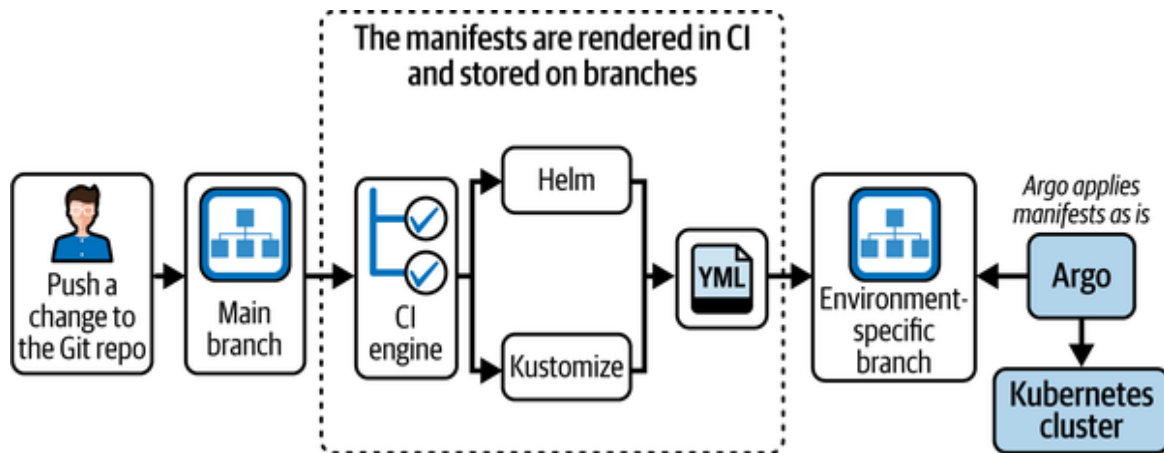 The manifests are rendered in CI
and stored on branches
Push a
change to
the Git repo
Main
branch
CI
engine
Helm
Kustomize
YML
Environment-
specific
branch
Argo applies
manifests as is
Argo
Kubernetes
cluster